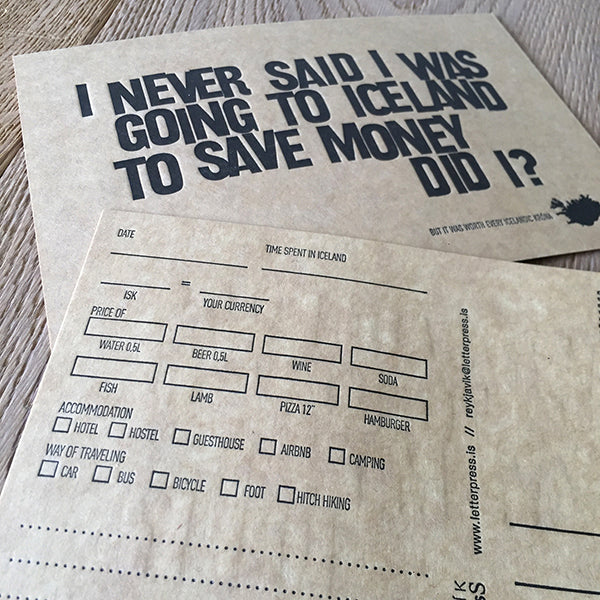 I NEVER SAID I WAS
GOING TO ICELAND
TO SAVE MONEY
DID I?
BUT IT WAS WORTH EVERY ICELANDIC KRÓNA
DATE
TIME SPENT IN ICELAND
=
ISK
YOUR CURRENCY
PRICE OF
WATER 0,5L
BEER 0,5L
WINE
SODA
FISH
LAMB
PIZZA 12"
HAMBURGER
ACCOMMODATION
HOTEL HOSTEL GUESTHOUSE AIRBNB CAMPING
WAY OF TRAVELING
CAR BUS BICYCLE FOOT HITCH HIKING
www.letterpress.is // reykjavik@letterpress.is